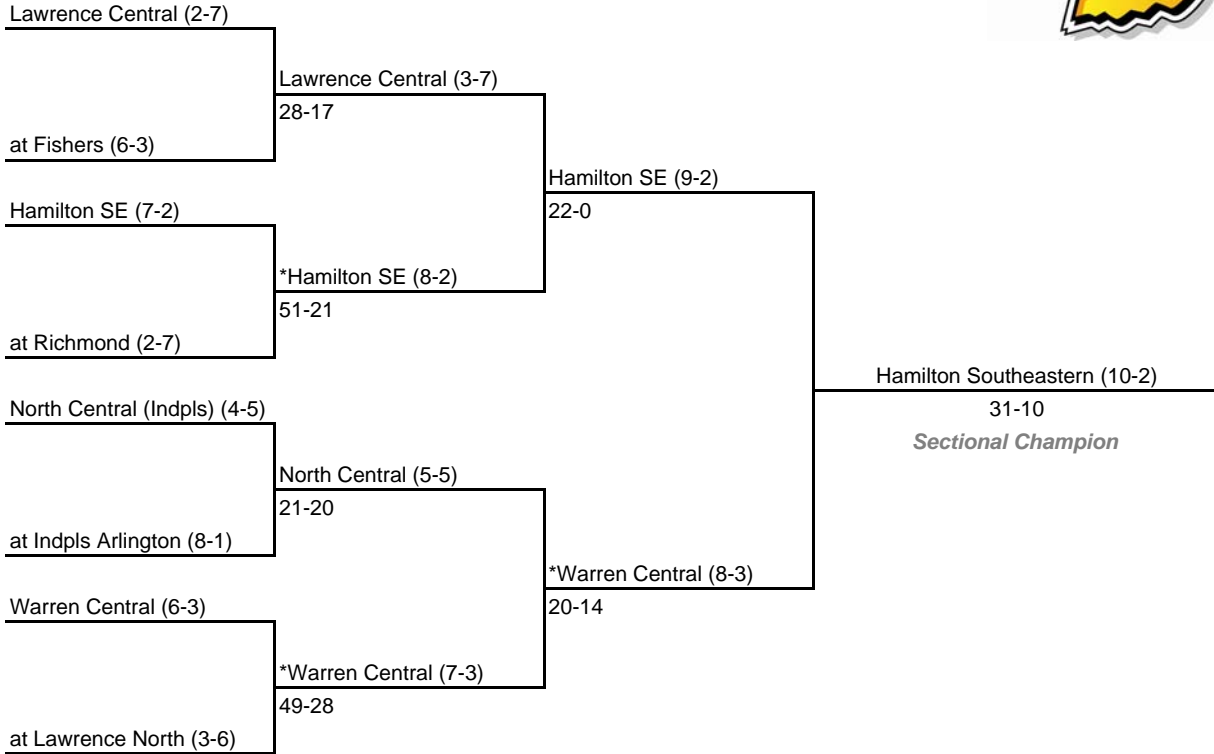 Lawrence Central (2-7)
Lawrence Central (3-7)
28-17
at Fishers (6-3)
Hamilton SE (9-2)
22-0
Hamilton SE (7-2)
*Hamilton SE (8-2)
51-21
at Richmond (2-7)
Hamilton Southeastern (10-2)
31-10
Sectional Champion
North Central (Indpls) (4-5)
North Central (5-5)
21-20
at Indpls Arlington (8-1)
*Warren Central (8-3)
20-14
Warren Central (6-3)
*Warren Central (7-3)
49-28
at Lawrence North (3-6)